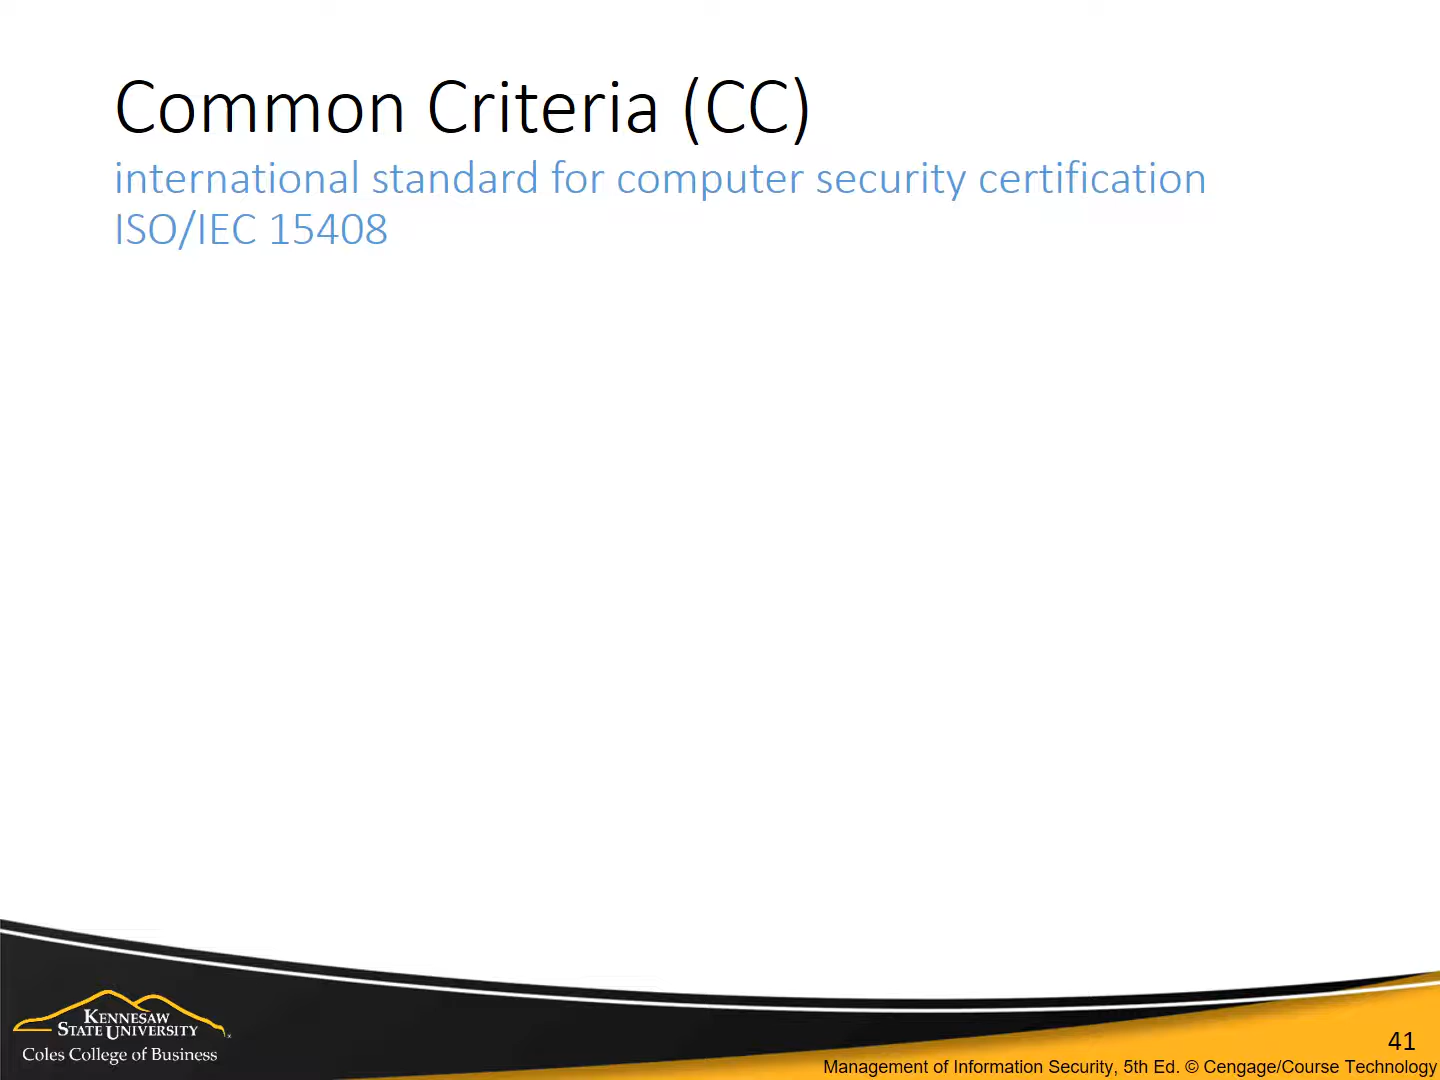 Common Criteria (CC)
international standard for computer security certification
ISO/IEC 15408
KENNESAW
STATE UNIVERSITY
Coles College of Business
41
Management of Information Security, 5th Ed. © Cengage/Course Technology